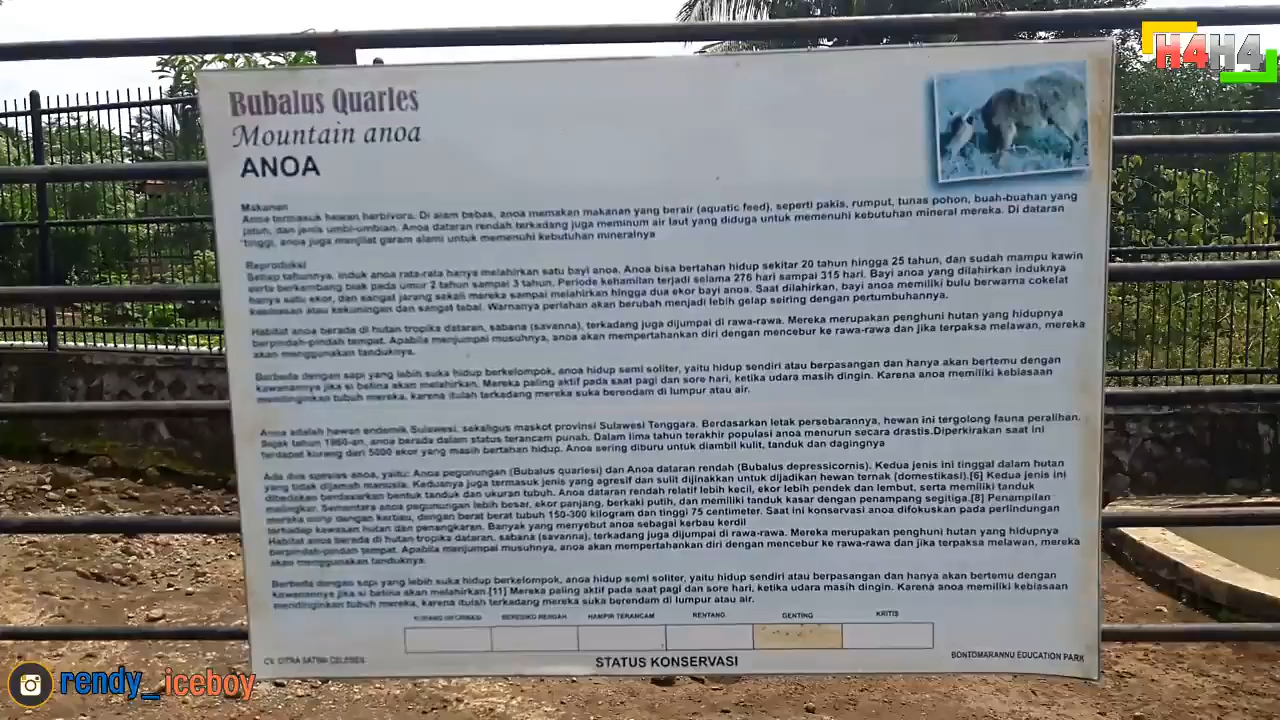 H4H4
Bubalus Quarles
Mountain anoa
ANOA
Makanan
Anoa termasuk hewan herbivora. Di alam bebas, anoa memakan makanan yang berair (aquatic feed), seperti pakis, rumput, tunas pohon, buah-buahan yang
jatuh, dan jenis umbi-umbian. Anoa dataran rendah terkadang juga meminum air laut yang diduga untuk memenuhi kebutuhan mineral mereka. Di dataran
tinggi, anoa juga menjilat garam alami untuk memenuhi kebutuhan mineralnya
Reproduksi
Setiap tahunnya, induk anoa rata-rata hanya melahirkan satu bayi anoa. Anoa bisa bertahan hidup sekitar 20 tahun hingga 25 tahun, dan sudah mampu kawin
serta berkembang biak pada umur 2 tahun sampai 3 tahun. Periode kehamilan terjadi selama 276 hari sampai 315 hari. Bayi anoa yang dilahirkan induknya
hanya satu ekor, dan sangat jarang sekali mereka sampai melahirkan hingga dua ekor bayi anoa. Saat dilahirkan, bayi anoa memiliki bulu berwarna cokelat
keemasan atau kekuningan dan sangat tebal. Warnanya perlahan akan berubah menjadi lebih gelap seiring dengan pertumbuhannya.
Habitat anoa berada di hutan tropika dataran, sabana (savanna), terkadang juga dijumpai di rawa-rawa. Mereka merupakan penghuni hutan yang hidupnya
berpindah-pindah tempat. Apabila menjumpai musuhnya, anoa akan mempertahankan diri dengan mencebur ke rawa-rawa dan jika terpaksa melawan, mereka
akan menggunakan tanduknya.
Berbeda dengan sapi yang lebih suka hidup berkelompok, anoa hidup semi soliter, yaitu hidup sendiri atau berpasangan dan hanya akan bertemu dengan
kawanannya jika si betina akan melahirkan. Mereka paling aktif pada saat pagi dan sore hari, ketika udara masih dingin. Karena anoa memiliki kebiasaan
mendinginkan tubuh mereka, karena itulah terkadang mereka suka berendam di lumpur atau air.
Anoa adalah hewan endemik Sulawesi, sekaligus maskot provinsi Sulawesi Tenggara. Berdasarkan letak persebarannya, hewan ini tergolong fauna peralihan.
Sejak tahun 1960-an, anoa berada dalam status terancam punah. Dalam lima tahun terakhir populasi anoa menurun secara drastis.Diperkirakan saat ini
terdapat kurang dari 5000 ekor yang masih bertahan hidup. Anoa sering diburu untuk diambil kulit, tanduk dan dagingnya
Ada dua spesies anoa, yaitu: Anoa pegunungan (Bubalus quarlesi) dan Anoa dataran rendah (Bubalus depressicornis). Kedua jenis ini tinggal dalam hutan
yang tidak dijamah manusia. Keduanya juga termasuk jenis yang agresif dan sulit dijinakkan untuk dijadikan hewan ternak (domestikasi).[6] Kedua jenis ini
dibedakan berdasarkan bentuk tanduk dan ukuran tubuh. Anoa dataran rendah relatif lebih kecil, ekor lebih pendek dan lembut, serta memiliki tanduk
melingkar. Sementara anoa pegunungan lebih besar, ekor panjang, berkaki putih, dan memiliki tanduk kasar dengan penampang segitiga.[8] Penampilan
mereka mirip dengan kerbau, dengan berat berat tubuh 150-300 kilogram dan tinggi 75 centimeter. Saat ini konservasi anoa difokuskan pada perlindungan
terhadap kawasan hutan dan penangkaran. Banyak yang menyebut anoa sebagai kerbau kerdil
Habitat anoa berada di hutan tropika dataran, sabana (savanna), terkadang juga dijumpai di rawa-rawa. Mereka merupakan penghuni hutan yang hidupnya
berpindah-pindah tempat. Apabila menjumpai musuhnya, anoa akan mempertahankan diri dengan mencebur ke rawa-rawa dan jika terpaksa melawan, mereka
akan menggunakan tanduknya.
Berbeda dengan sapi yang lebih suka hidup berkelompok, anoa hidup semi soliter, yaitu hidup sendiri atau berpasangan dan hanya akan bertemu dengan
kawanannya jika si betina akan melahirkan.[11] Mereka paling aktif pada saat pagi dan sore hari, ketika udara masih dingin. Karena anoa memiliki kebiasaan
mendinginkan tubuh mereka, karena itulah terkadang mereka suka berendam di lumpur atau air.
KURANG INFORMASI BERESIKO RENDAH HAMPIR TERANCAM RENTANG GENTING KRITIS
CV. CITRA SATWA CELEBES STATUS KONSERVASI BONTOMARANNU EDUCATION PARK
rendy_iceboy